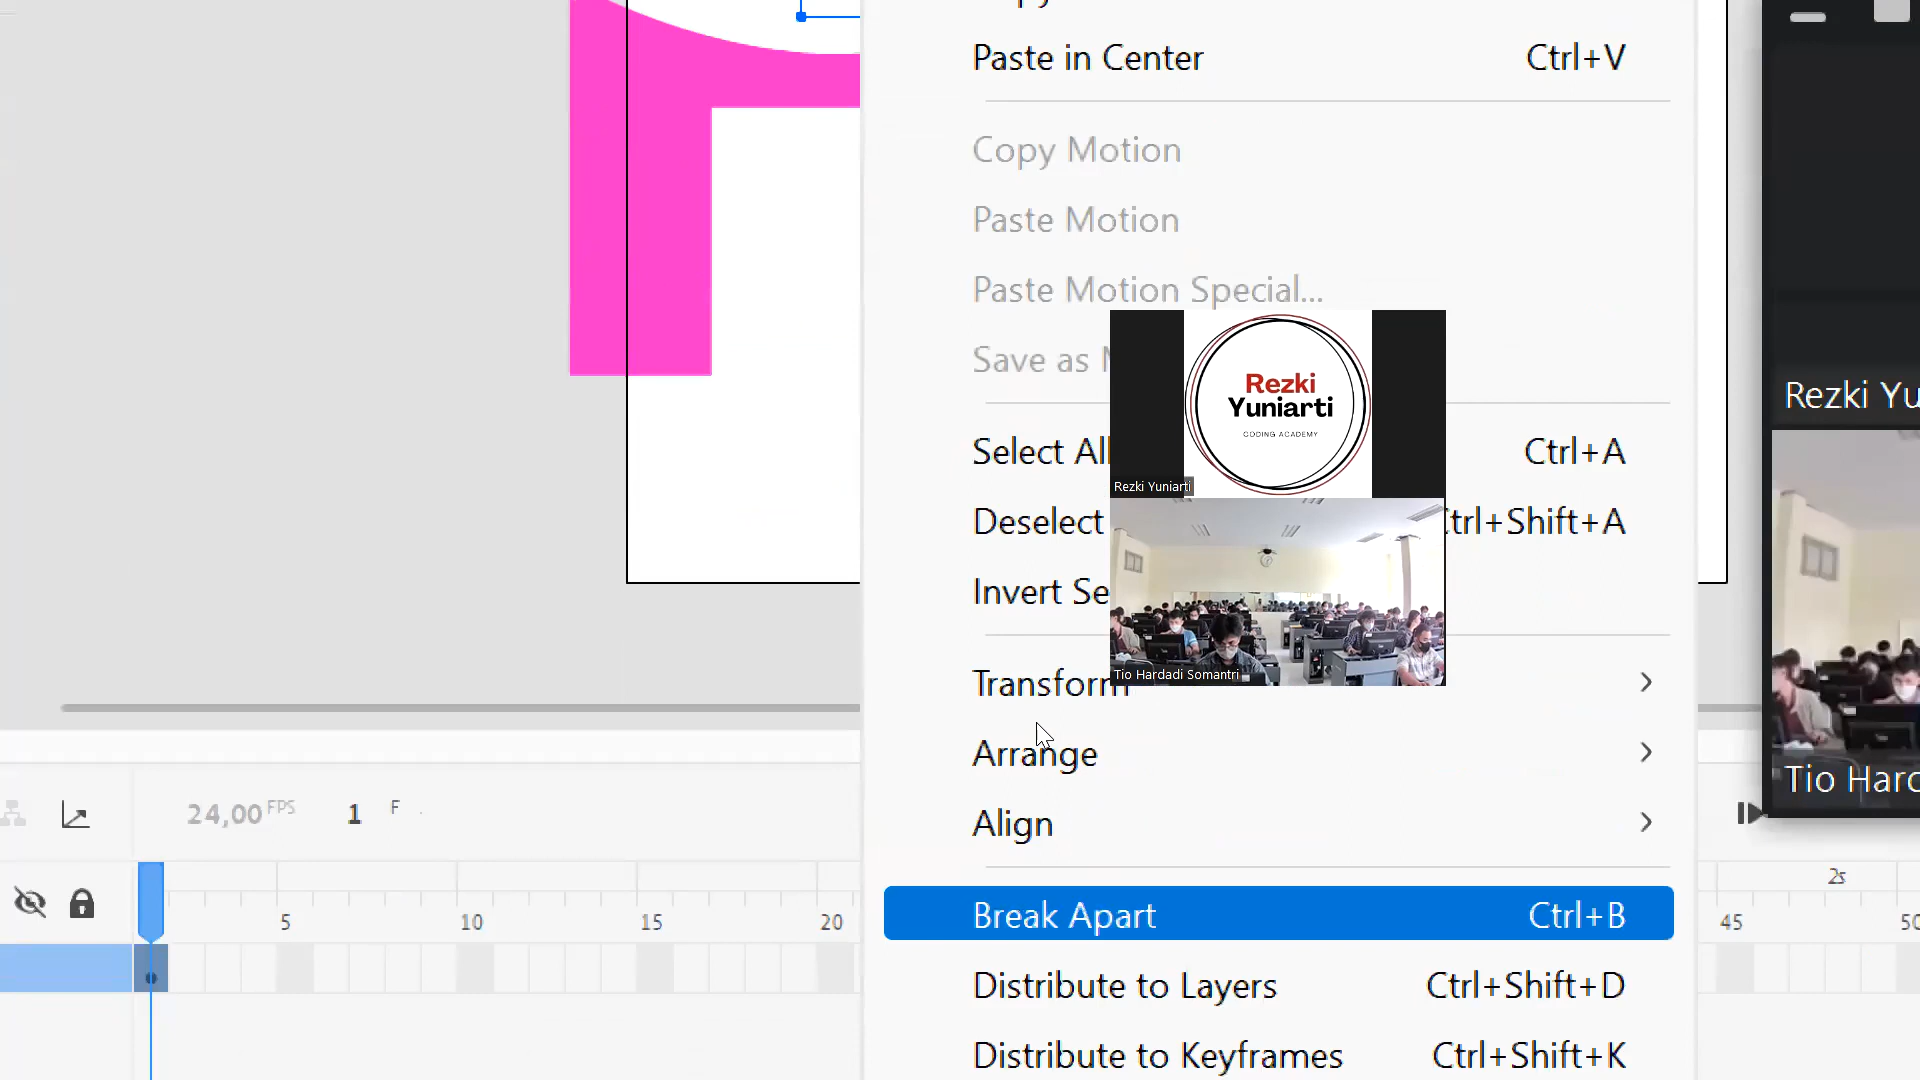 Paste in Center Ctrl+V
Copy Motion
Paste Motion
Paste Motion Special...
Save as
Select All Ctrl+A
Deselect Ctrl+Shift+A
Invert Se
Transform
Arrange
Align
Break Apart Ctrl+B
Distribute to Layers Ctrl+Shift+D
Distribute to Keyframes Ctrl+Shift+K
Rezki
Yuniarti
CODING ACADEMY
Rezki Yuniarti
Tio Hardadi Somantri
Rezki Yu
Tio Hard
24,00 FPS 1 F
5 10 15 20 45 50
2s